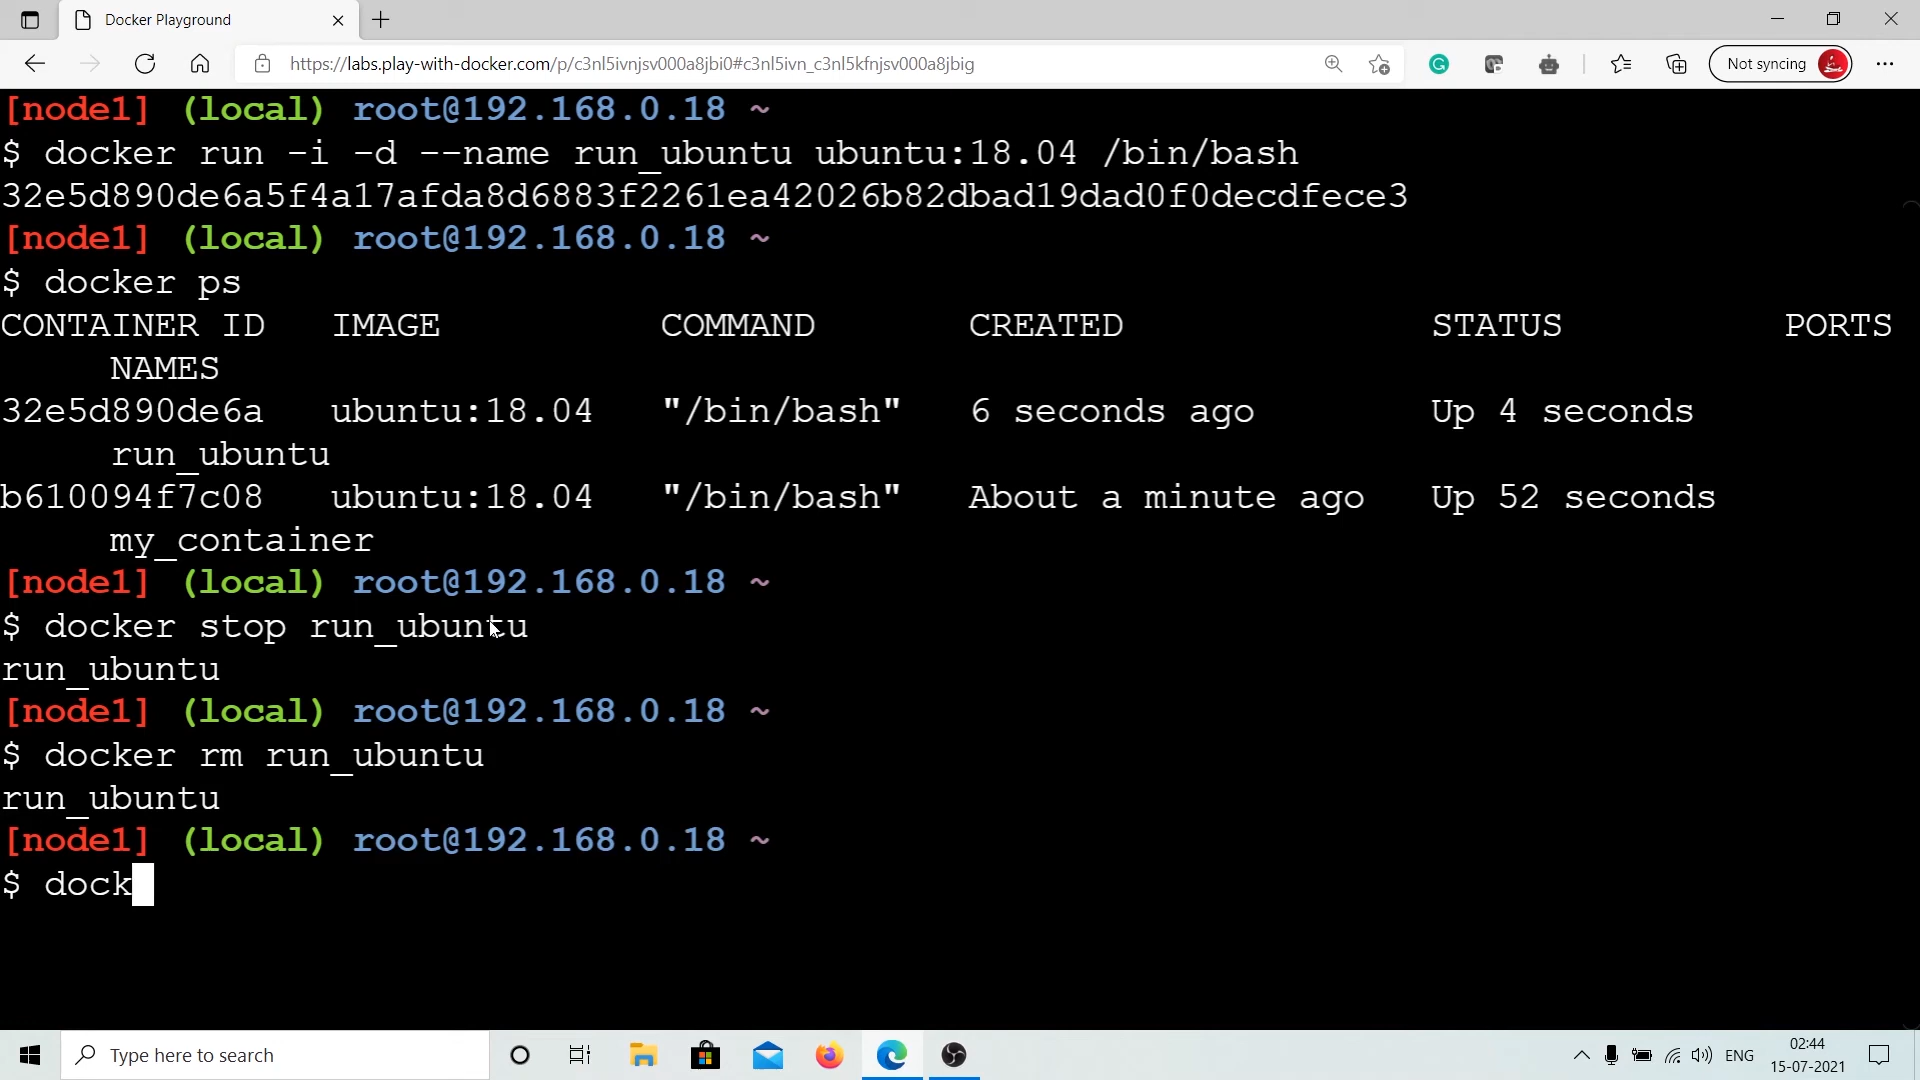 Docker Playground
https://labs.play-with-docker.com/p/c3nl5ivnjsv000a8jbi0#c3nl5ivn_c3nl5kfnjsv000a8jbig
Not syncing
[node1] (local) root@192.168.0.18 ~
$ docker run -i -d --name run_ubuntu ubuntu:18.04 /bin/bash
32e5d890de6a5f4a17afda8d6883f2261ea42026b82dbad19dad0f0decdfece3
[node1] (local) root@192.168.0.18 ~
$ docker ps
CONTAINER ID IMAGE COMMAND CREATED STATUS PORTS
NAMES
32e5d890de6a ubuntu:18.04 "/bin/bash" 6 seconds ago Up 4 seconds
run_ubuntu
b610094f7c08 ubuntu:18.04 "/bin/bash" About a minute ago Up 52 seconds
my_container
[node1] (local) root@192.168.0.18 ~
$ docker stop run_ubuntu
run_ubuntu
[node1] (local) root@192.168.0.18 ~
$ docker rm run_ubuntu
run_ubuntu
[node1] (local) root@192.168.0.18 ~
$ dock
Type here to search
ENG
02:44
15-07-2021